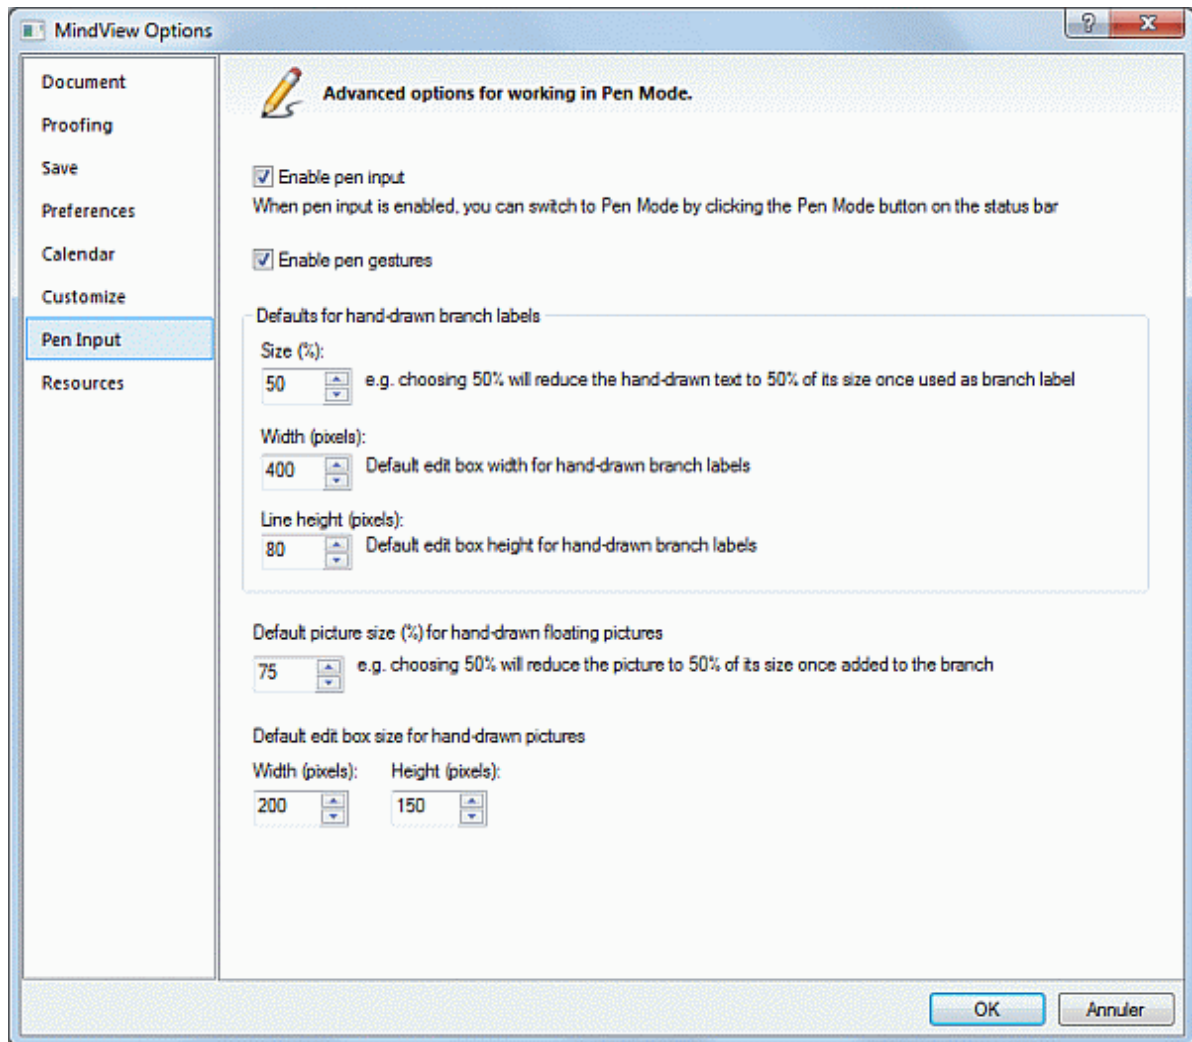 MindView Options
Document
Proofing
Save
Preferences
Calendar
Customize
Pen Input
Resources
Advanced options for working in Pen Mode.
Enable pen input
When pen input is enabled, you can switch to Pen Mode by clicking the Pen Mode button on the status bar
Enable pen gestures
Defaults for hand-drawn branch labels
Size (%):
50 e.g. choosing 50% will reduce the hand-drawn text to 50% of its size once used as branch label
Width (pixels):
400 Default edit box width for hand-drawn branch labels
Line height (pixels):
80 Default edit box height for hand-drawn branch labels
Default picture size (%) for hand-drawn floating pictures
75 e.g. choosing 50% will reduce the picture to 50% of its size once added to the branch
Default edit box size for hand-drawn pictures
Width (pixels): Height (pixels):
200 150
OK Annuler